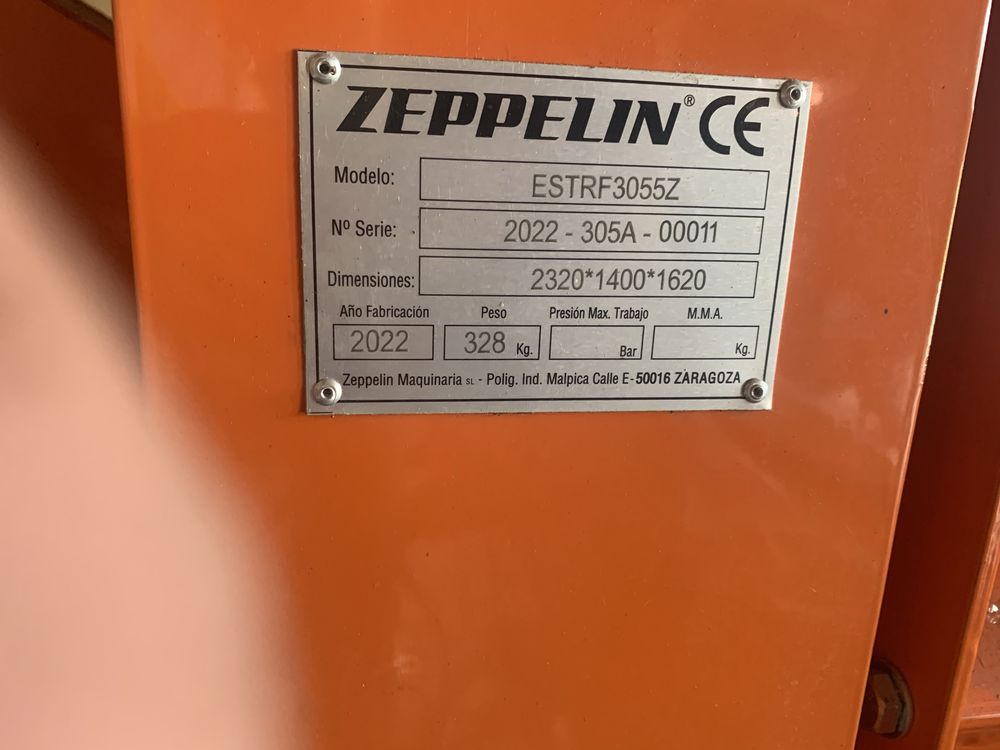 ZEPPELIN® CE
Modelo: ESTRF3055Z
Nº Serie: 2022 - 305A - 00011
Dimensiones: 2320*1400*1620
Año Fabricación Peso Presión Max. Trabajo M.M.A.
2022 328 Kg. Bar Kg.
Zeppelin Maquinaria SL - Polig. Ind. Malpica Calle E-50016 ZARAGOZA